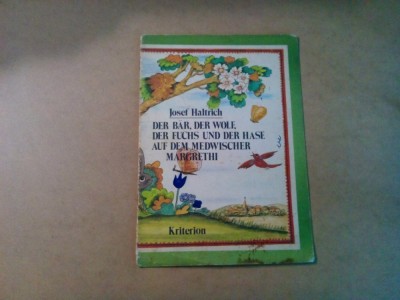 Josef Haltrich
DER BÄR, DER WOLF,
DER FUCHS UND DER HASE
AUF DEM MEDWISCHER
MARGRETHI
Kriterion